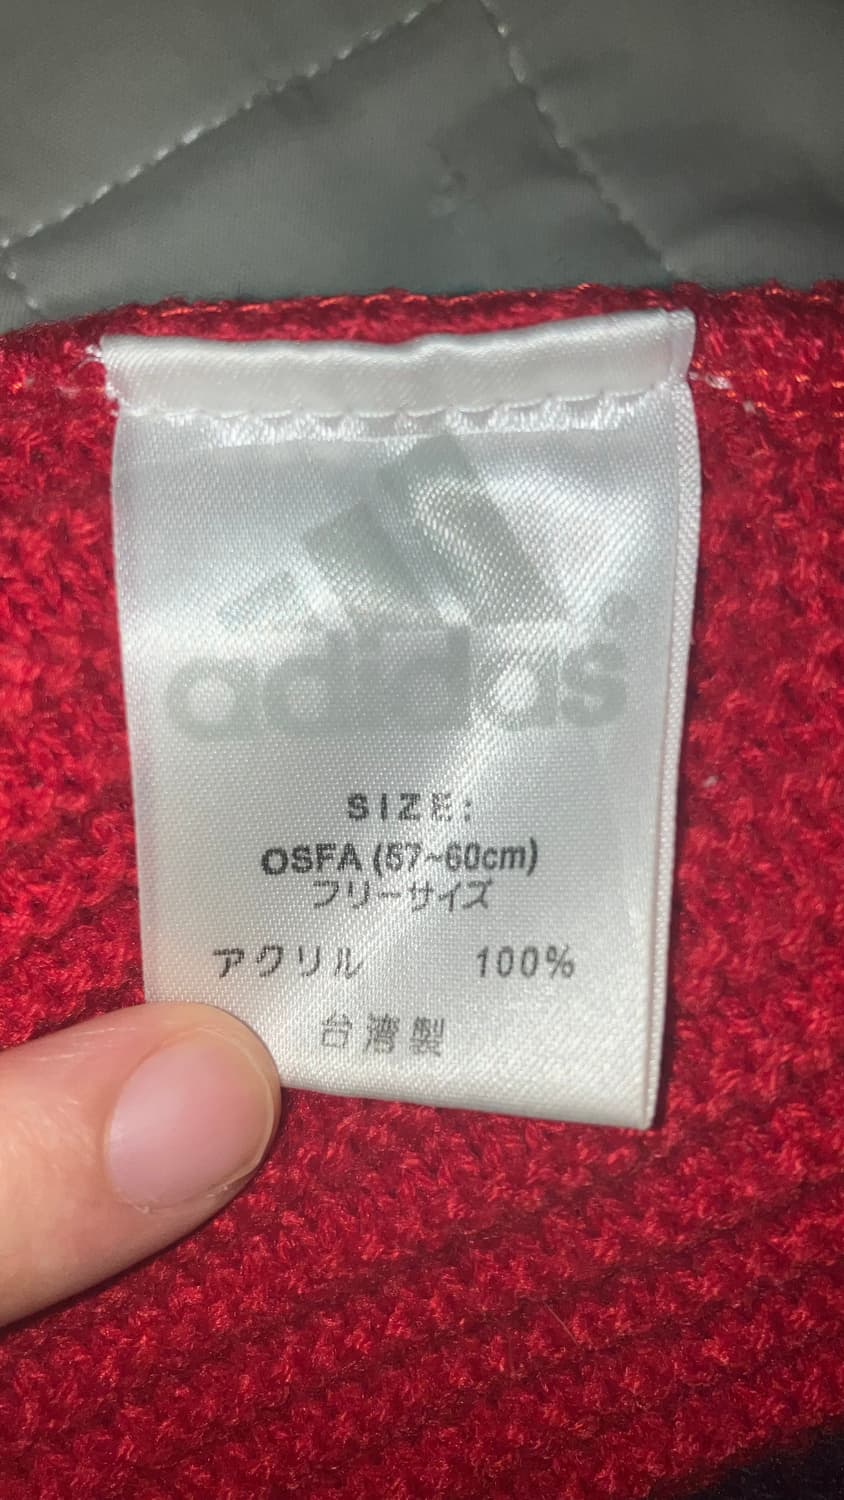 adidas®
SIZE:
OSFA (57~60cm)
フリーサイズ
アクリル 100%
台湾製